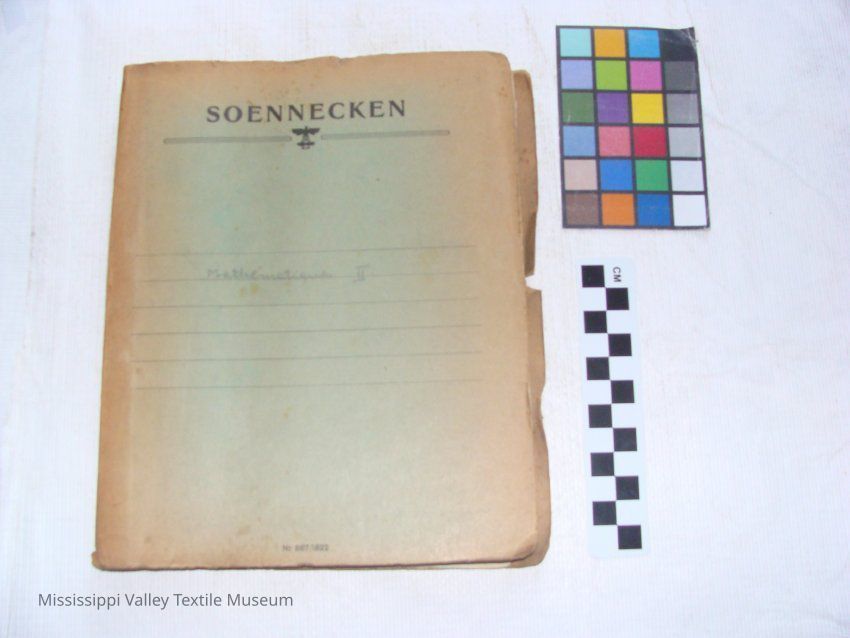 SOENNECKEN
Mathématiques II
CM
Mississippi Valley Textile Museum